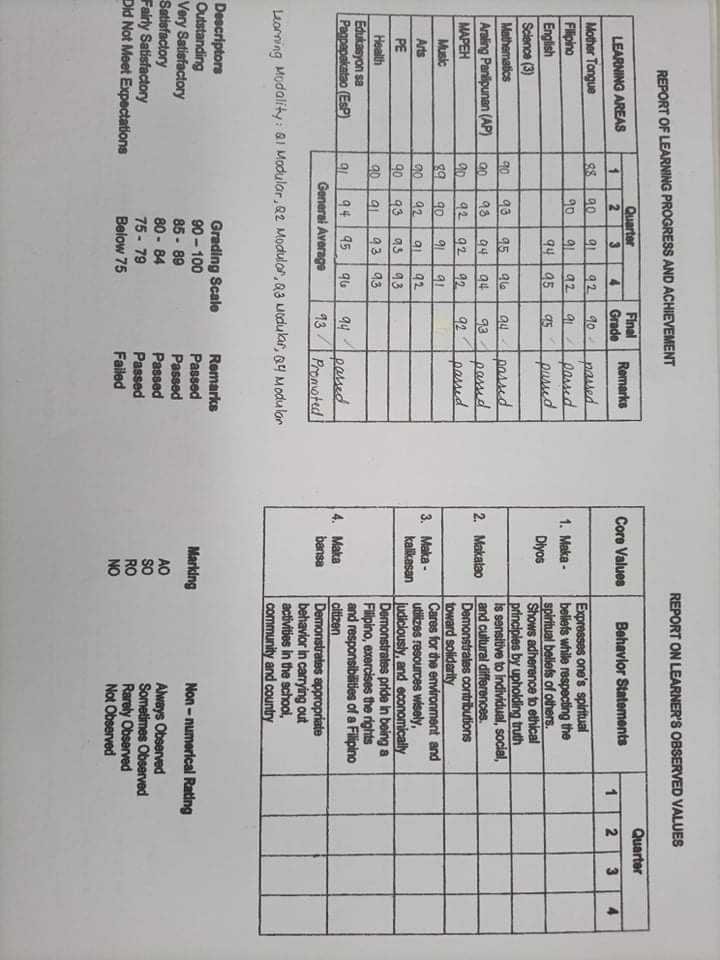 REPORT OF LEARNING PROGRESS AND ACHIEVEMENT
LEARNING AREAS Quarter Final Grade Remarks
1 2 3 4
Mother Tongue 88 90 91 92 90 passed
Filipino 90 91 92 91 passed
English 94 95 95 passed
Science (3)
Mathematics 90 93 95 96 94 passed
Araling Panlipunan (AP) 90 93 94 94 93 passed
MAPEH 90 92 92 92 92 passed
Music 89 90 91 91
Arts 90 92 91 92
PE 90 93 93 93
Health 90 91 93 93
Edukasyon sa
Pagpapakatao (EsP) 91 94 95 96 94 passed
General Average 93 Promoted
Learning Modality: Q1 Modular, Q2 Modular, Q3 Modular, Q4 Modular
Descriptors Grading Scale Remarks
Outstanding 90 – 100 Passed
Very Satisfactory 85 - 89 Passed
Satisfactory 80 - 84 Passed
Fairly Satisfactory 75 - 79 Passed
Did Not Meet Expectations Below 75 Failed
REPORT ON LEARNER'S OBSERVED VALUES
Core Values Behavior Statements Quarter
1 2 3 4
1. Maka - Diyos
Expresses one's spiritual
beliefs while respecting the
spiritual beliefs of others.
Shows adherence to ethical
principles by upholding truth
2. Makatao
Is sensitive to individual, social,
and cultural differences.
Demonstrates contributions
toward solidarity
3. Maka - kalikasan
Cares for the environment and
utilizes resources wisely,
judiciously, and economically
4. Maka bansa
Demonstrates pride in being a
Filipino, exercises the rights
and responsibilities of a Filipino
citizen
Demonstrates appropriate
behavior in carrying out
activities in the school,
community and country
Marking Non – numerical Rating
AO Always Observed
SO Sometimes Observed
RO Rarely Observed
NO Not Observed